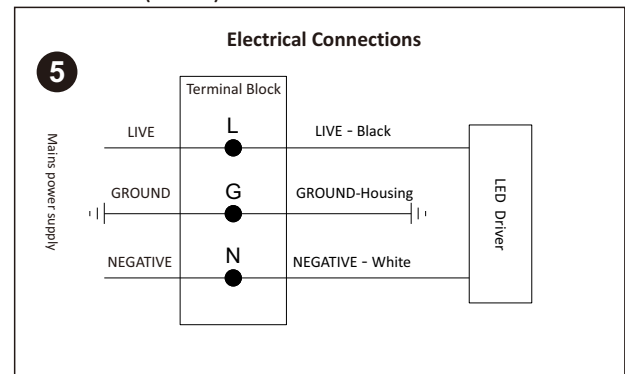 Electrical Connections
5
Terminal Block
Mains power supply
LIVE
L
LIVE - Black
GROUND
G
GROUND-Housing
NEGATIVE
N
NEGATIVE - White
LED Driver